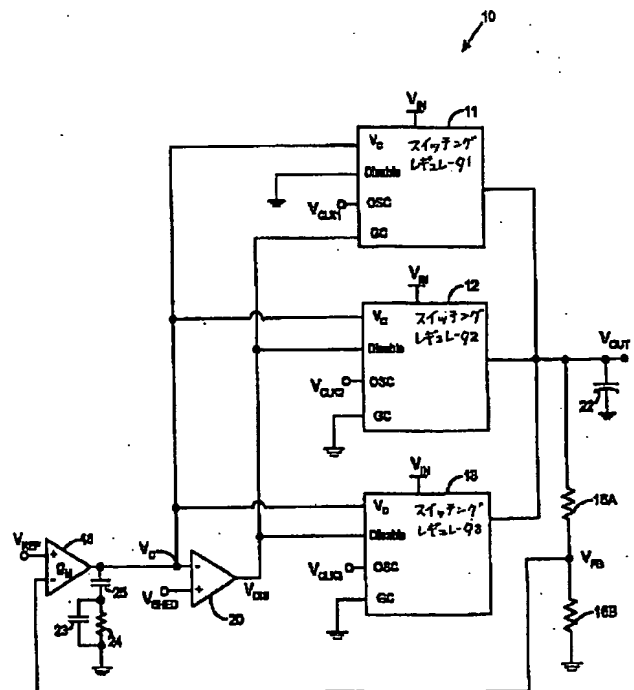 10
V_IN
11
V_C
スイッチング
レギュレータ1
Disable
V_CLK1
OSC
GC
V_IN
12
V_C
スイッチング
レギュレータ2
Disable
V_CLK2
OSC
GC
V_OUT
22
V_IN
13
V_C
スイッチング
レギュレータ3
Disable
V_CLK3
OSC
GC
V_REF
g_M
V_C
V_SHED
V_DIS
20
25
23
24
V_FB